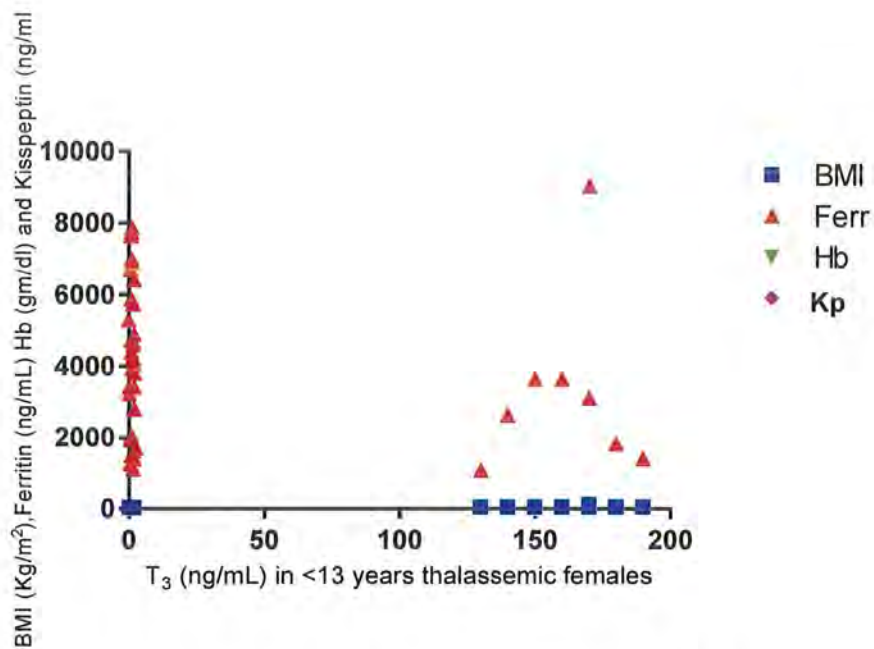 BMI (Kg/m²),Ferritin (ng/mL) Hb (gm/dl) and Kisspeptin (ng/ml
10000
8000
6000
4000
2000
0
0 50 100 150 200
T₃ (ng/mL) in <13 years thalassemic females
BMI
Ferr
Hb
Kp